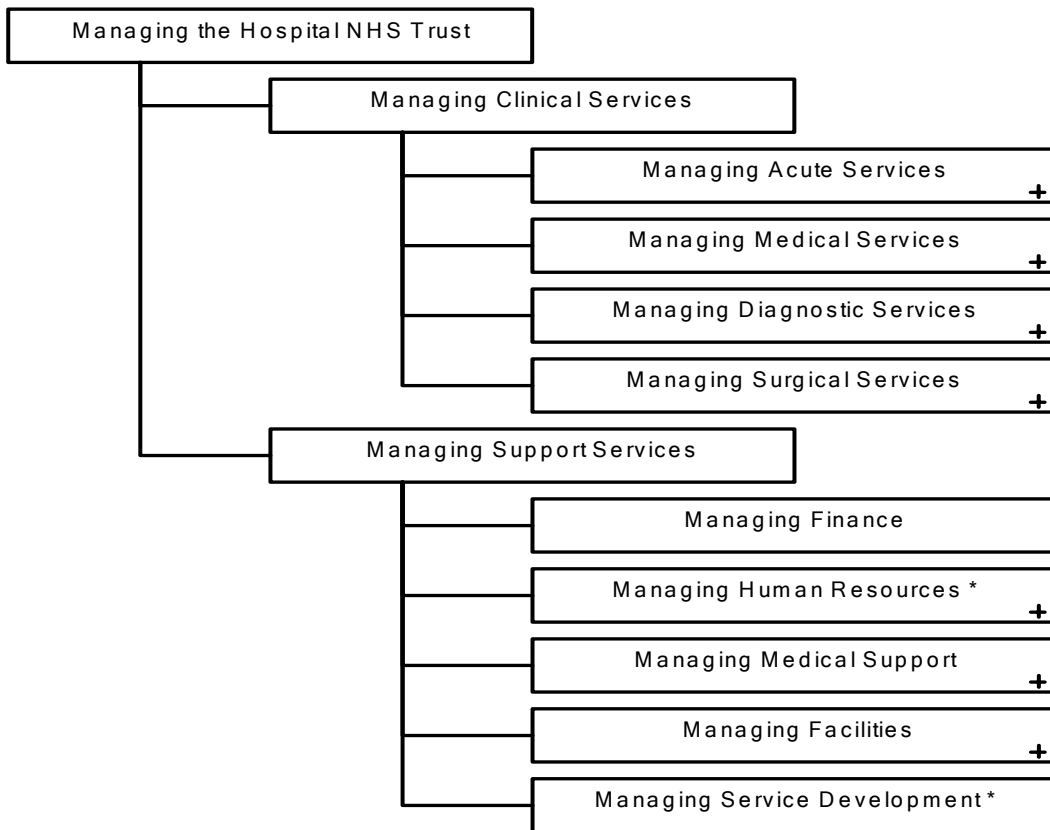 Managing the Hospital NHS Trust
Managing Clinical Services
Managing Acute Services
+
Managing Medical Services
+
Managing Diagnostic Services
+
Managing Surgical Services
+
Managing Support Services
Managing Finance
Managing Human Resources *
+
Managing Medical Support
+
Managing Facilities
+
Managing Service Development *